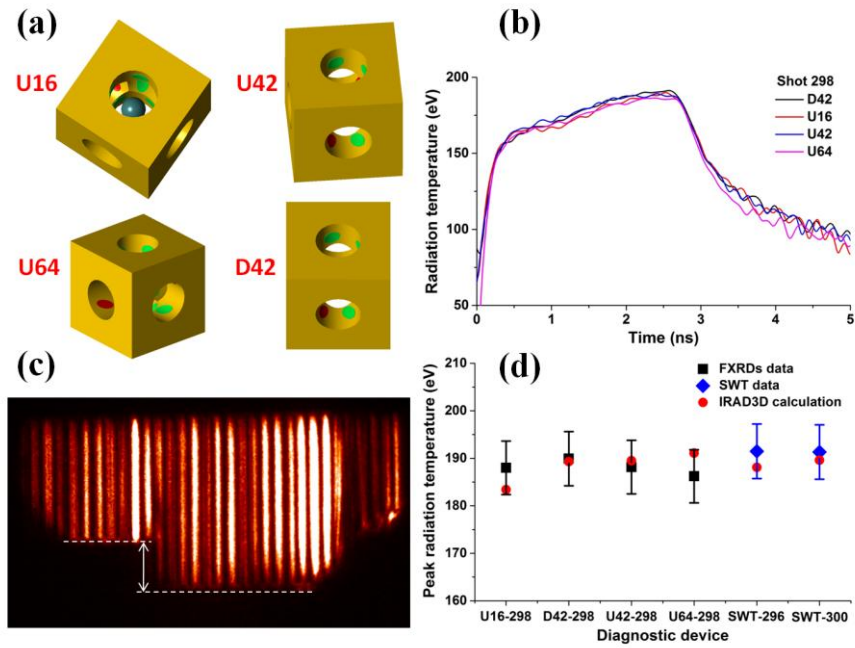 (a)
U16
U42
U64
D42
(b)
Radiation temperature (eV)
200
150
100
50
Shot 298
D42
U16
U42
U64
0
1
2
3
4
5
Time (ns)
(c)
(d)
Peak radiation temperature (eV)
210
200
190
180
170
160
FXRDs data
SWT data
IRAD3D calculation
U16-298
D42-298
U42-298
U64-298
SWT-296
SWT-300
Diagnostic device